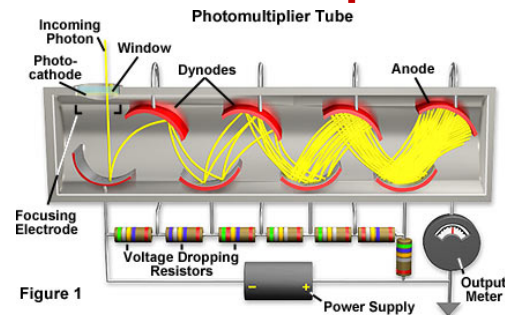 Photomultiplier Tube
Incoming
Photon
Window
Photo-
cathode
Dynodes
Anode
Focusing
Electrode
Voltage Dropping
Resistors
Output
Meter
Power Supply
Figure 1
− +